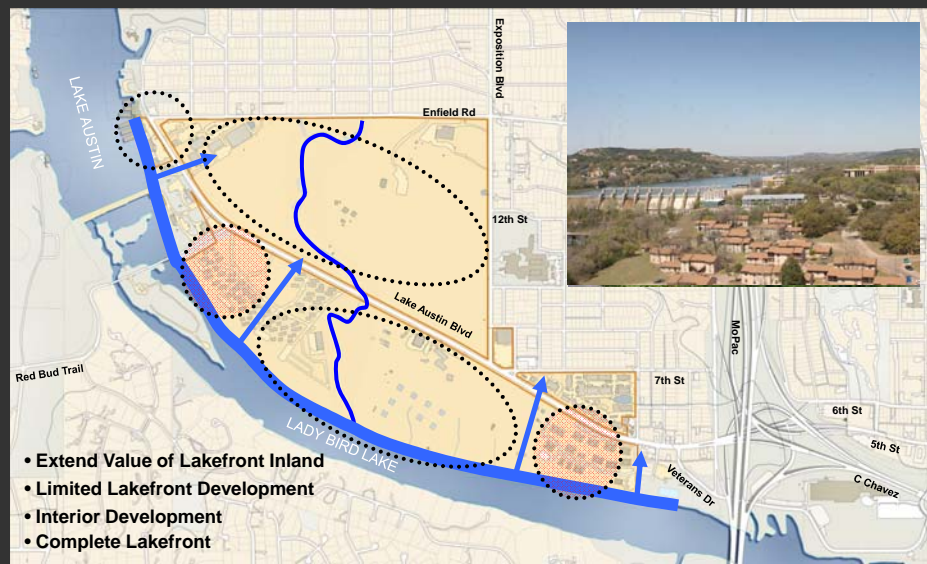 Exposition Blvd
LAKE AUSTIN
Enfield Rd
12th St
Lake Austin Blvd
MoPac
Red Bud Trail
7th St
6th St
5th St
LADY BIRD LAKE
Veterans Dr
C Chavez
• Extend Value of Lakefront Inland
• Limited Lakefront Development
• Interior Development
• Complete Lakefront